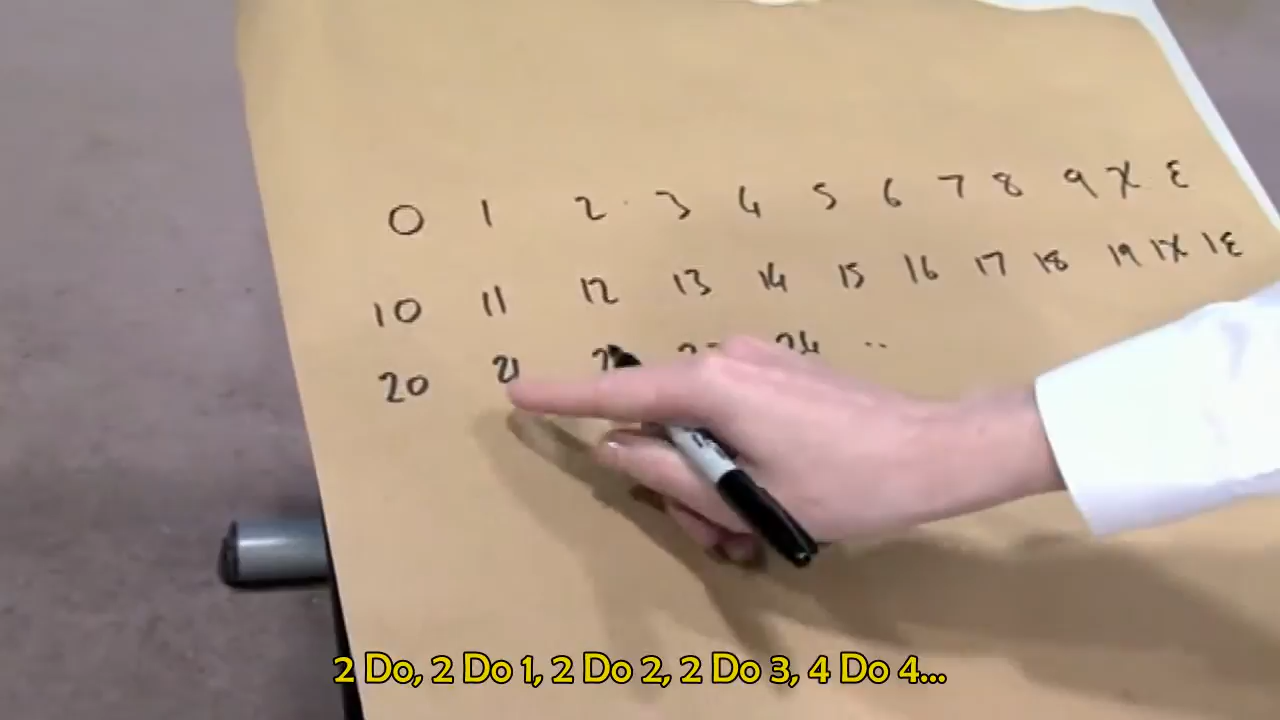 0 1 2 3 4 5 6 7 8 9 X Ɛ
10 11 12 13 14 15 16 17 18 19 1X 1Ɛ
20 21 24 ..
2 Do, 2 Do 1, 2 Do 2, 2 Do 3, 4 Do 4...